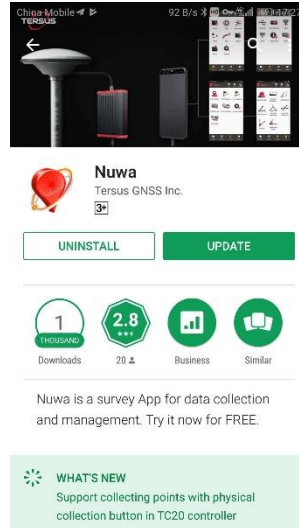 China Mobile
92 B/s
TERSUS
Nuwa
Tersus GNSS Inc.
3+
UNINSTALL
UPDATE
1
THOUSAND
2.8
Downloads
20
Business
Similar
Nuwa is a survey App for data collection
and management. Try it now for FREE.
WHAT'S NEW
Support collecting points with physical
collection button in TC20 controller